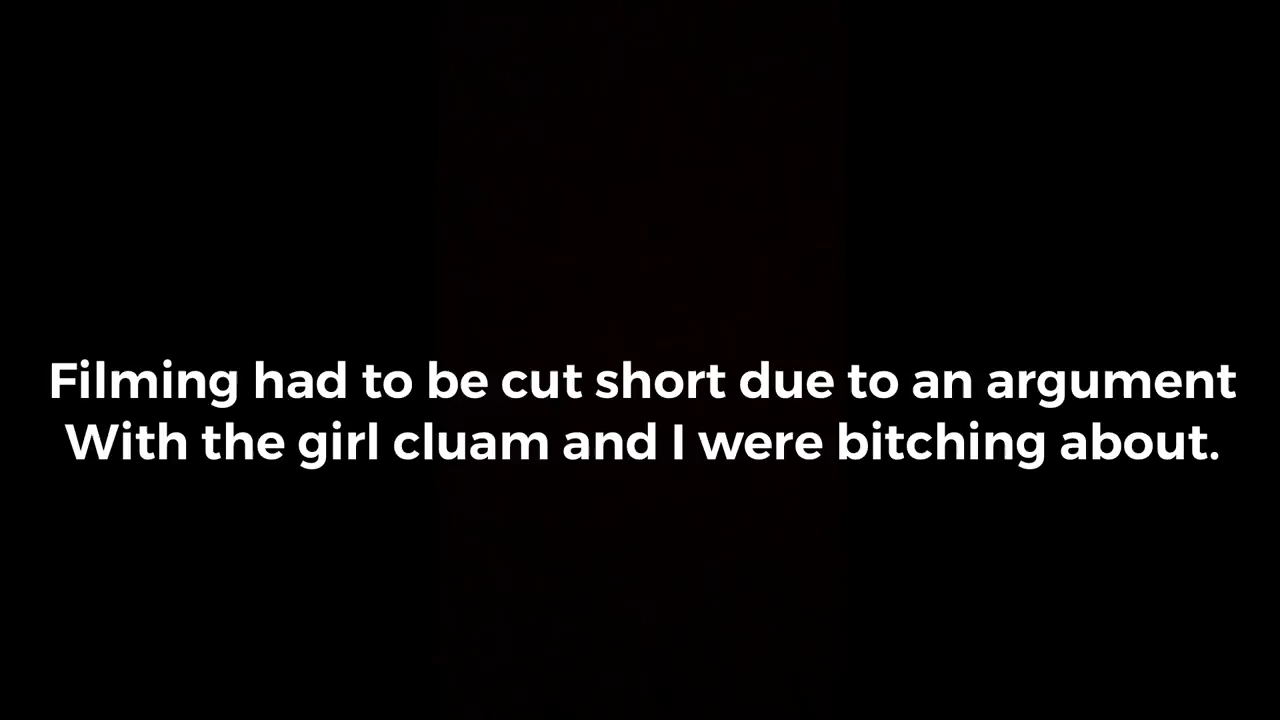 Filming had to be cut short due to an argument
With the girl cluam and I were bitching about.